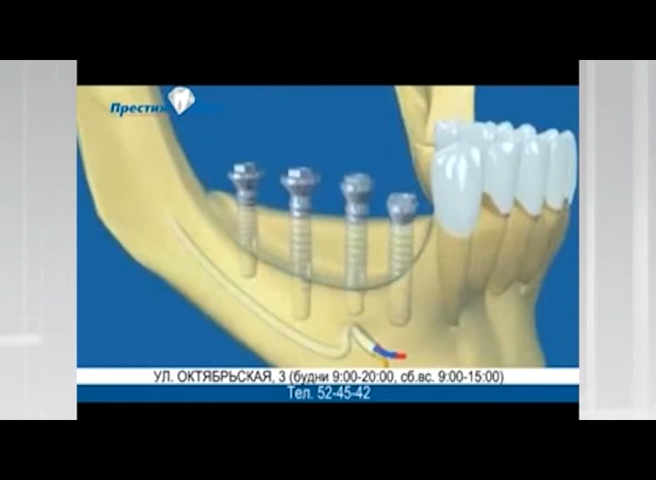 Престиж
УЛ. ОКТЯБРЬСКАЯ, 3 (будни 9:00-20:00, сб.вс. 9:00-15:00)
Тел. 52-45-42